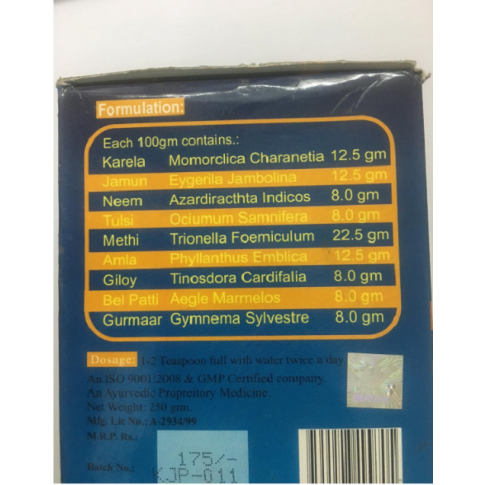 Formulation:
Each 100gm contains.:
Karela Momorclica Charanetia 12.5 gm
Jamun Eygerila Jambolina 12.5 gm
Neem Azardiracthta Indicos 8.0 gm
Tulsi Ociumum Samnifera 8.0 gm
Methi Trionella Foemiculum 22.5 gm
Amla Phyllanthus Emblica 12.5 gm
Giloy Tinosdora Cardifalia 8.0 gm
Bel Patti Aegle Marmelos 8.0 gm
Gurmaar Gymnema Sylvestre 8.0 gm
Dosage: 1-2 Teaspoon full with water twice a day.
An ISO 9001:2008 & GMP Certified company.
An Ayurvedic Propreitory Medicine.
Net Weight: 250 gm.
Mfg. Lic No.: A-2934/99
M.R.P. Rs.:
175/-
Batch No.: KJP-011